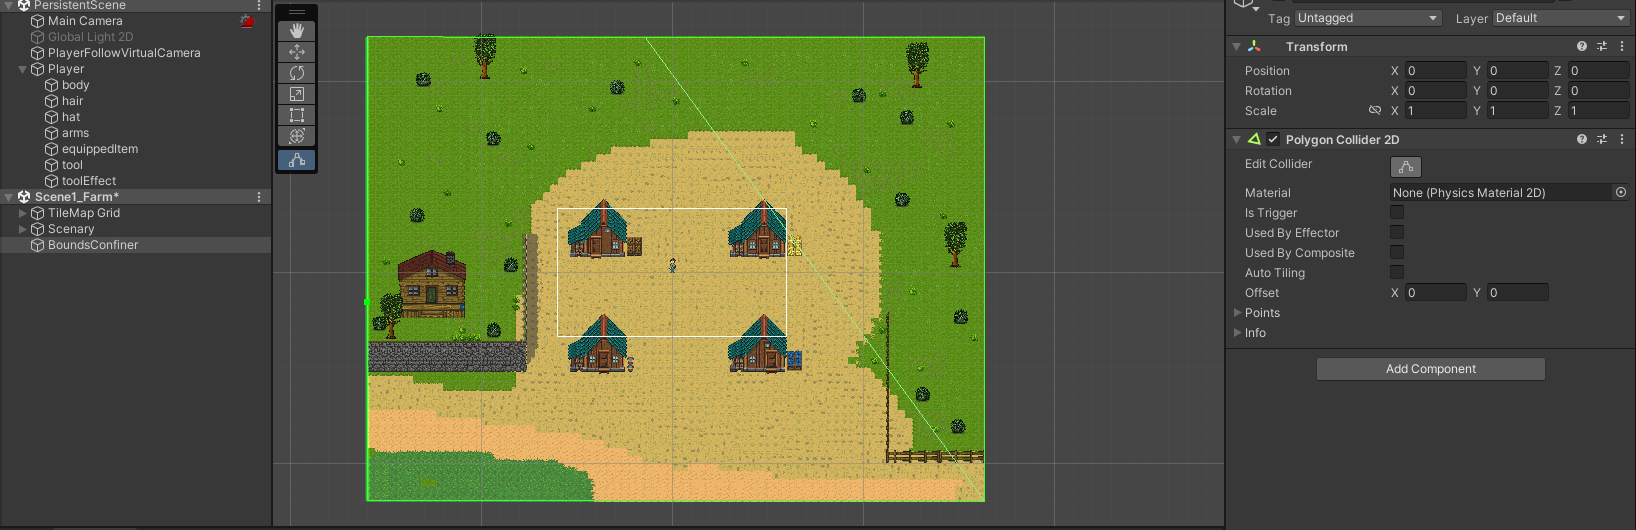 PersistentScene
Main Camera
Global Light 2D
PlayerFollowVirtualCamera
Player
body
hair
hat
arms
equippedItem
tool
toolEffect
Scene1_Farm*
TileMap Grid
Scenary
BoundsConfiner
Tag Untagged Layer Default
Transform
Position X 0 Y 0 Z 0
Rotation X 0 Y 0 Z 0
Scale X 1 Y 1 Z 1
Polygon Collider 2D
Edit Collider
Material None (Physics Material 2D)
Is Trigger
Used By Effector
Used By Composite
Auto Tiling
Offset X 0 Y 0
Points
Info
Add Component